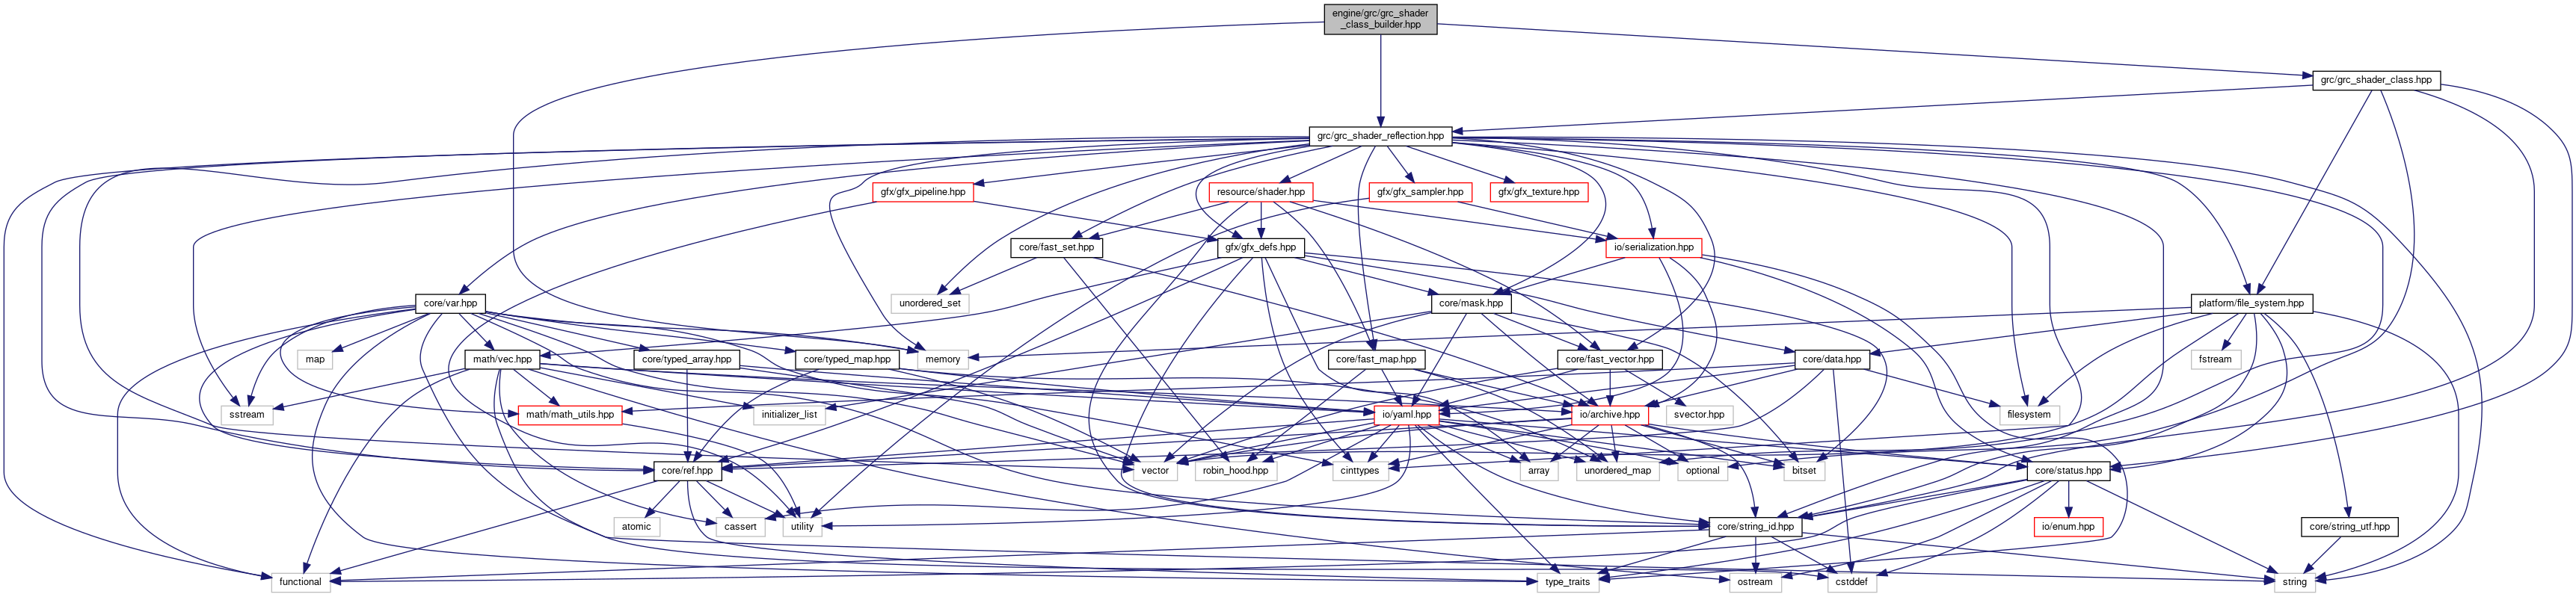 engine/grc/grc_shader
_class_builder.hpp
grc/grc_shader_class.hpp
grc/grc_shader_reflection.hpp
gfx/gfx_pipeline.hpp
resource/shader.hpp
gfx/gfx_sampler.hpp
gfx/gfx_texture.hpp
core/fast_set.hpp
gfx/gfx_defs.hpp
io/serialization.hpp
unordered_set
core/var.hpp
core/mask.hpp
platform/file_system.hpp
map
math/vec.hpp
core/typed_array.hpp
core/typed_map.hpp
memory
core/fast_map.hpp
core/fast_vector.hpp
core/data.hpp
fstream
sstream
math/math_utils.hpp
initializer_list
io/yaml.hpp
io/archive.hpp
svector.hpp
filesystem
core/ref.hpp
vector
robin_hood.hpp
cinttypes
array
unordered_map
optional
bitset
core/status.hpp
atomic
cassert
utility
core/string_id.hpp
io/enum.hpp
core/string_utf.hpp
functional
type_traits
ostream
cstddef
string